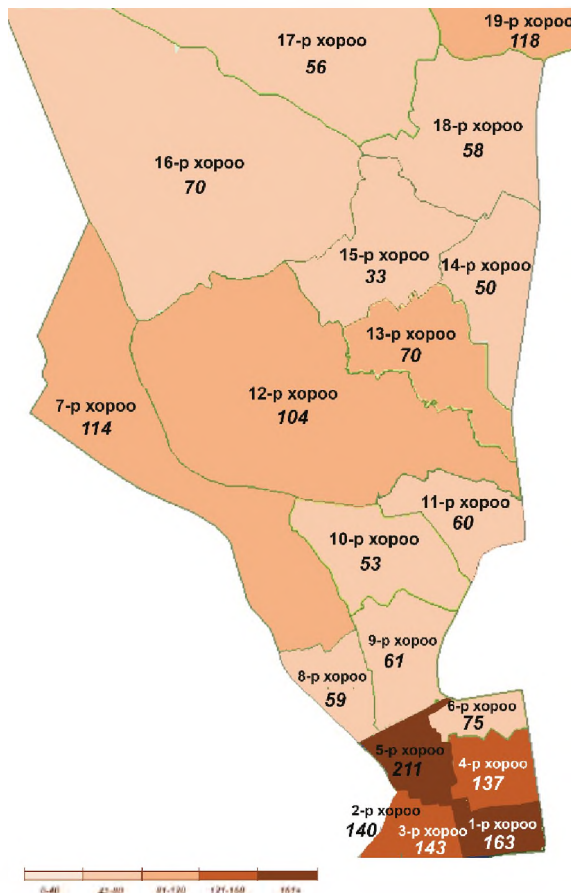 19-р хороо
118
17-р хороо
56
18-р хороо
58
16-р хороо
70
15-р хороо
33
14-р хороо
50
13-р хороо
70
12-р хороо
104
7-р хороо
114
11-р хороо
60
10-р хороо
53
9-р хороо
61
8-р хороо
59
6-р хороо
75
5-р хороо
211
4-р хороо
137
2-р хороо
140
3-р хороо
143
1-р хороо
163